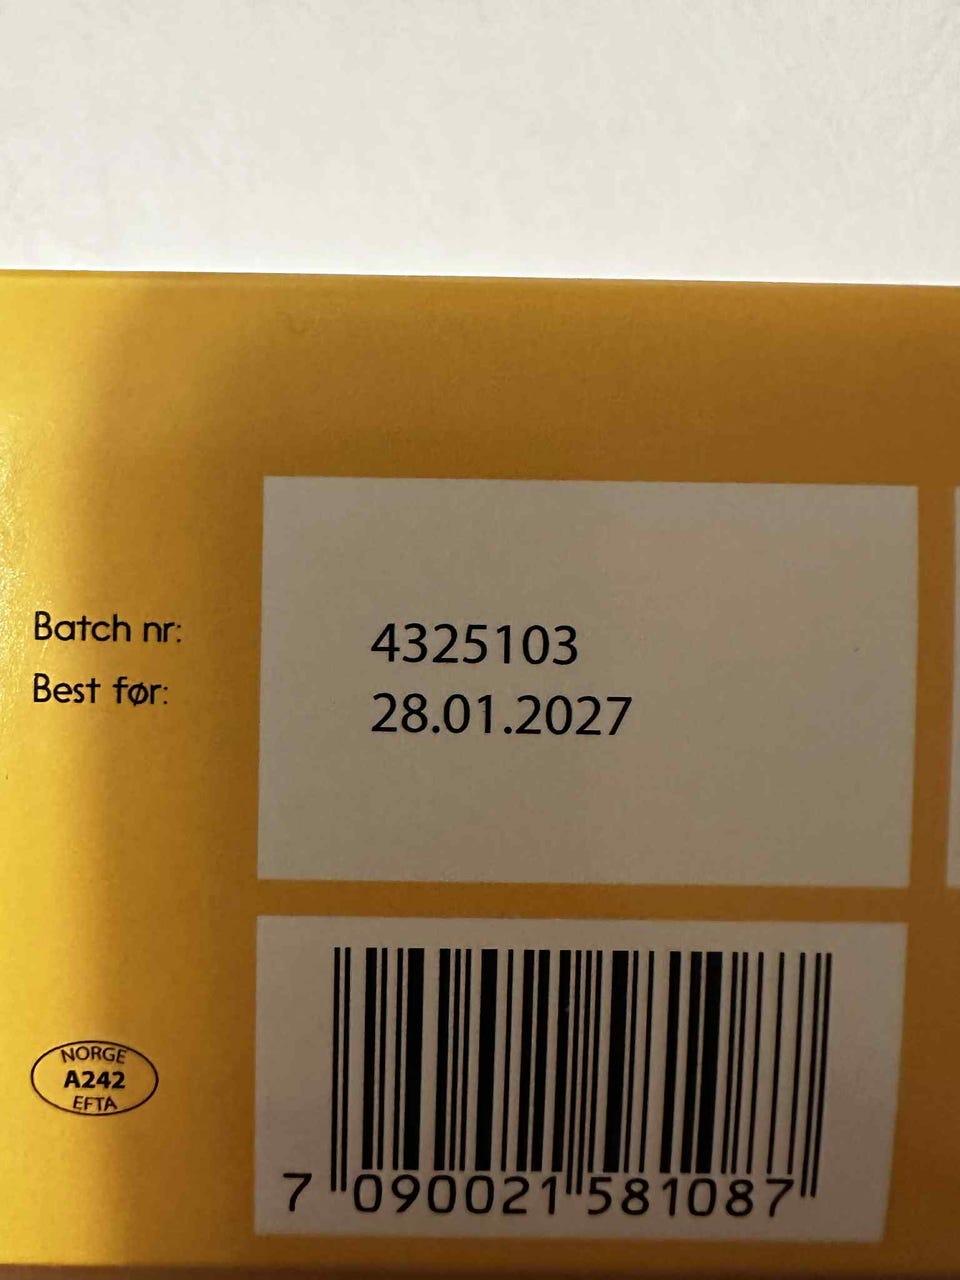 Batch nr: 4325103
Best før: 28.01.2027
NORGE
A242
EFTA
7 090021 581087